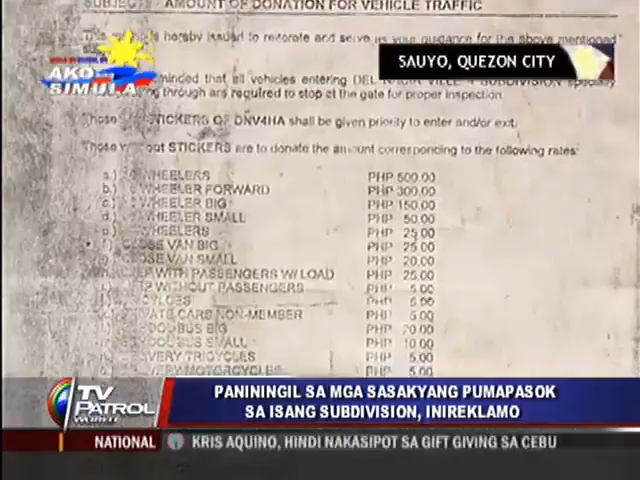 SUBJECT: AMOUNT OF DONATION FOR VEHICLE TRAFFIC
is hereby issued to reiterate and serve as your guidance for the above mentioned
SAUYO, QUEZON CITY
AKO ANG SIMULA
minded that all vehicles entering DEL NACIA VILLE 4 SUBDIVISION specially
through are required to stop at the gate for proper inspection.
Those STICKERS OF DNV4HA shall be given priority to enter and/or exit.
Those without STICKERS are to donate the amount corresponding to the following rates:
a.) WHEELERS PHP 500.00
b.) WHEELER FORWARD PHP 300.00
c.) WHEELER BIG PHP 150.00
WHEELER SMALL PHP 50.00
WHEELERS PHP 25.00
CLOSE VAN BIG PHP 25.00
CLOSE VAN SMALL PHP 20.00
WITH PASSENGERS W/ LOAD PHP 25.00
WITHOUT PASSENGERS PHP 5.00
PHP 5.00
CARS NON-MEMBER PHP 5.00
BUS BIG PHP 20.00
BUS SMALL PHP 10.00
TRICYCLES PHP 5.00
MOTORCYCLES PHP 5.00
TV PATROL WORLD
PANININGIL SA MGA SASAKYANG PUMAPASOK
SA ISANG SUBDIVISION, INIREKLAMO
NATIONAL KRIS AQUINO, HINDI NAKASIPOT SA GIFT GIVING SA CEBU